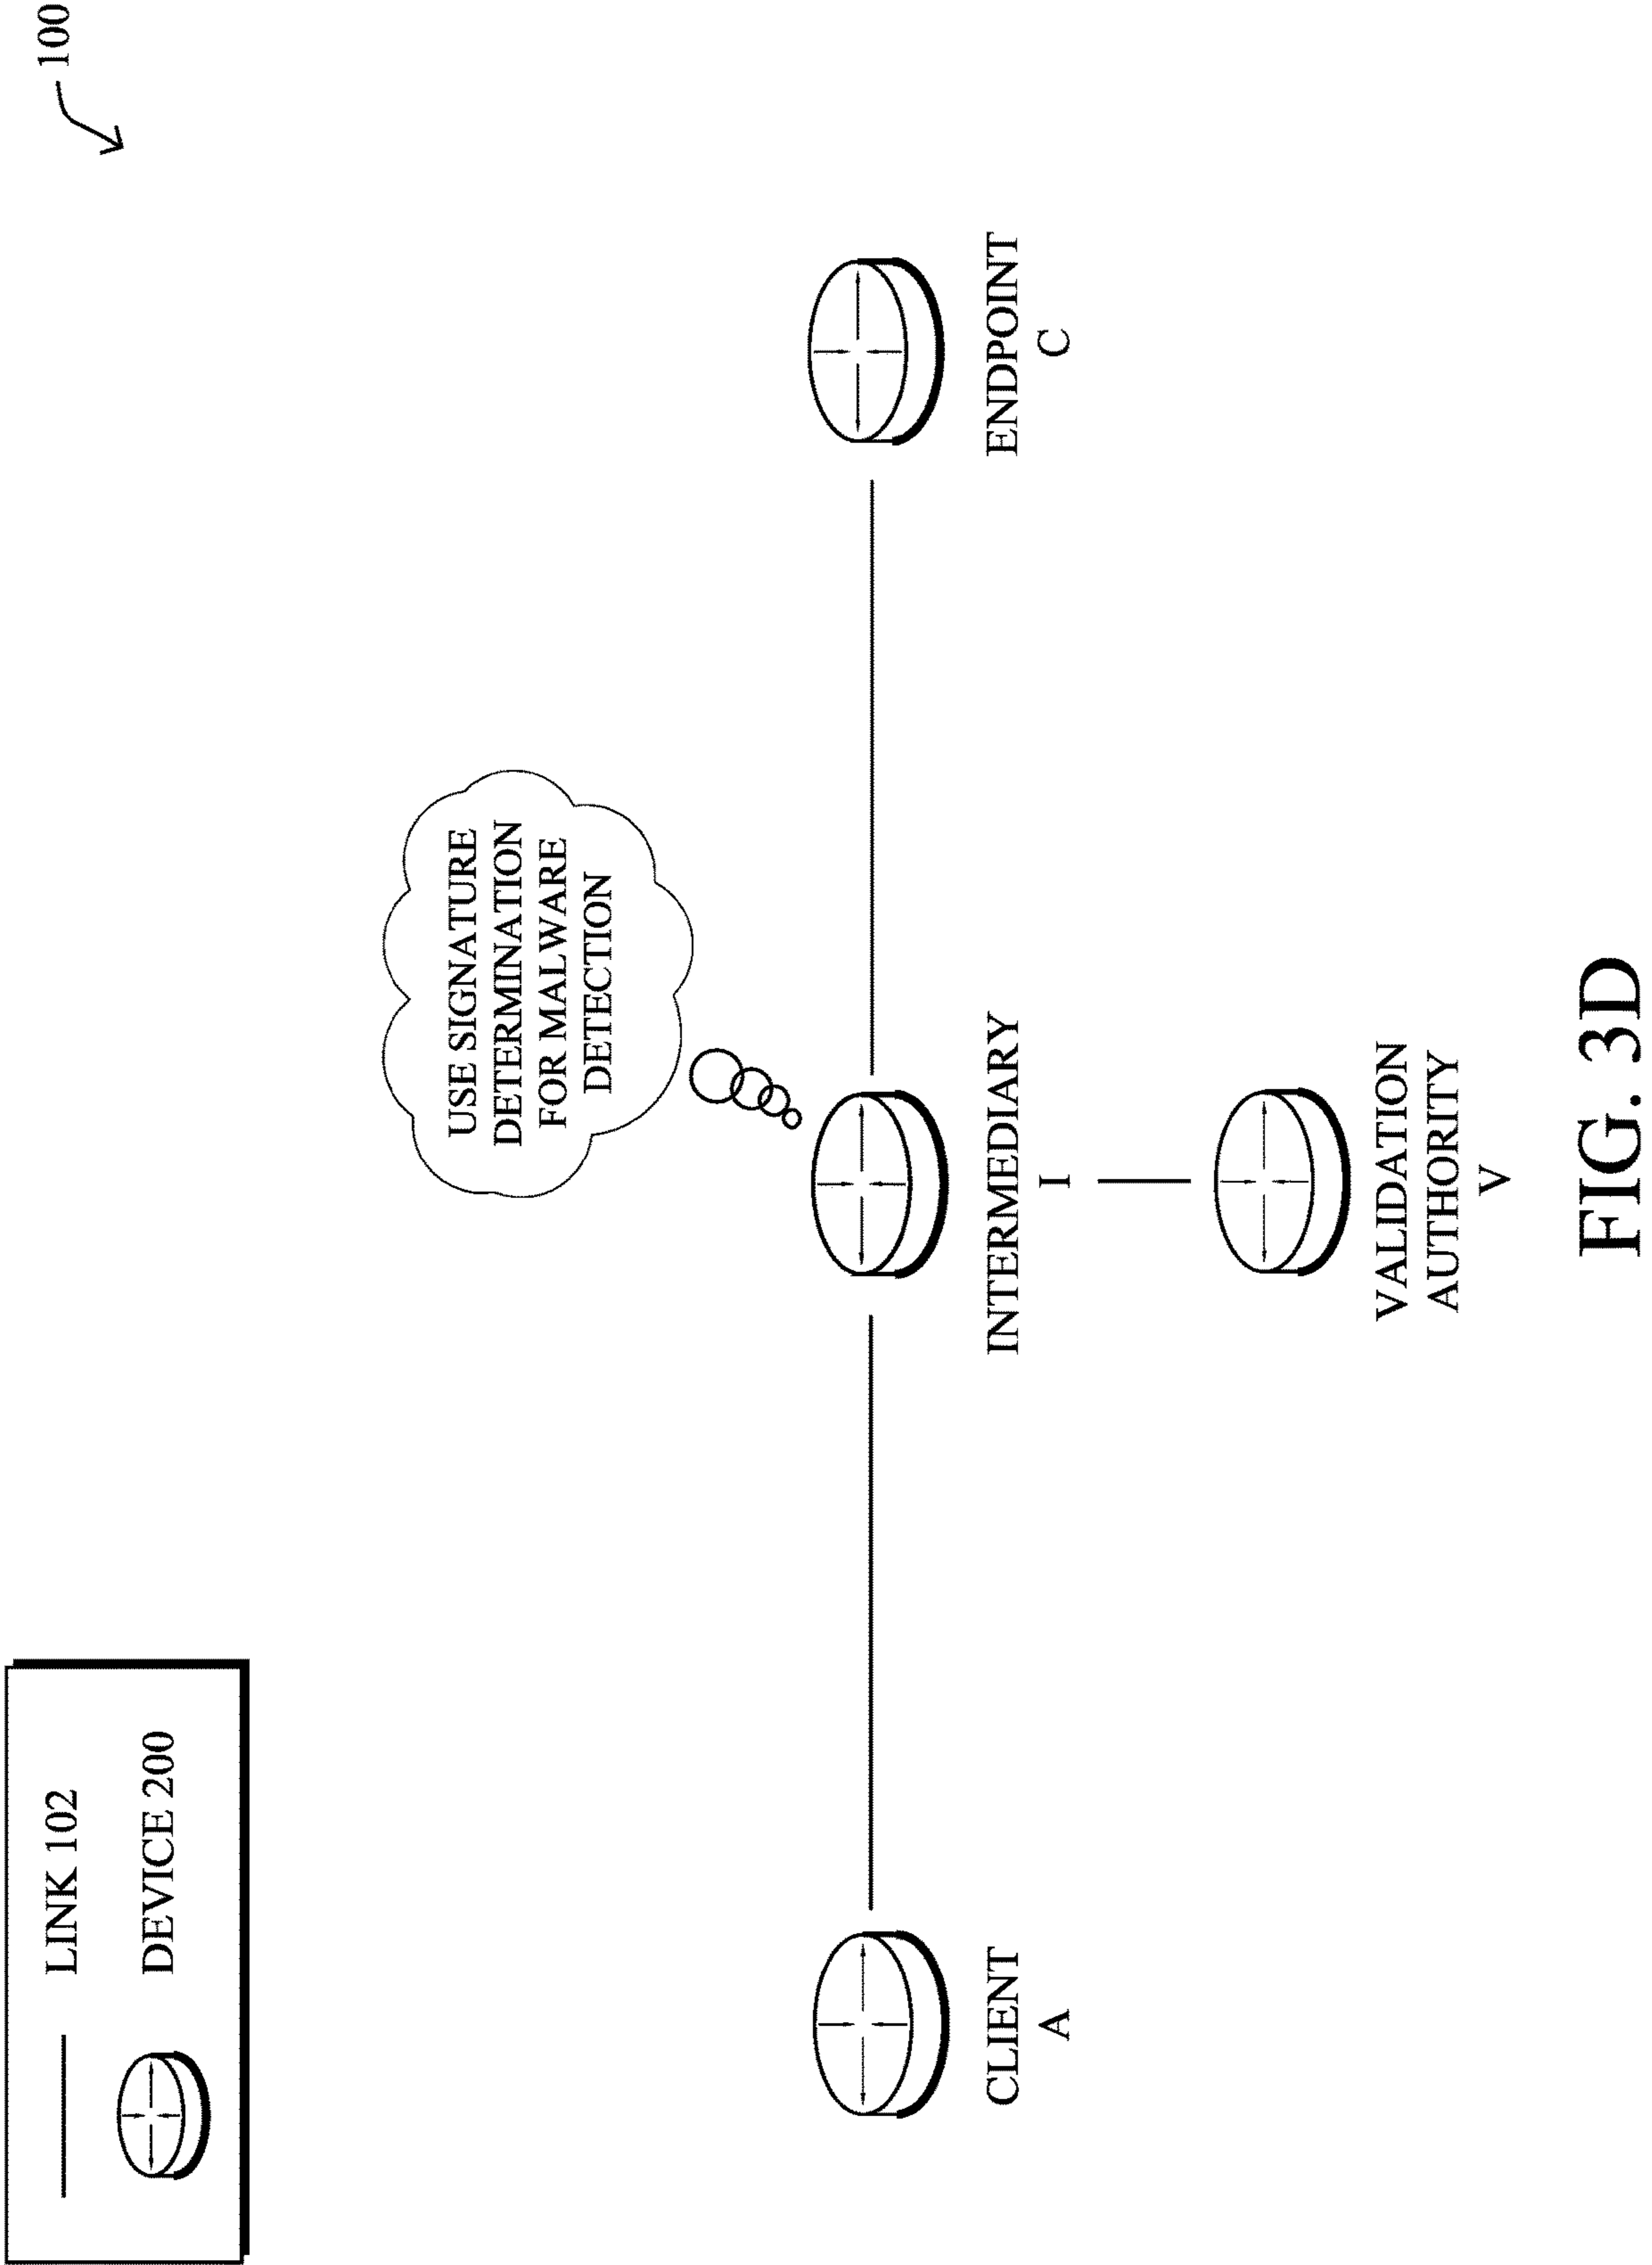 100
LINK 102
DEVICE 200
USE SIGNATURE
DETERMINATION
FOR MALWARE
DETECTION
CLIENT
A
INTERMEDIARY
I
ENDPOINT
C
VALIDATION
AUTHORITY
V
FIG. 3D